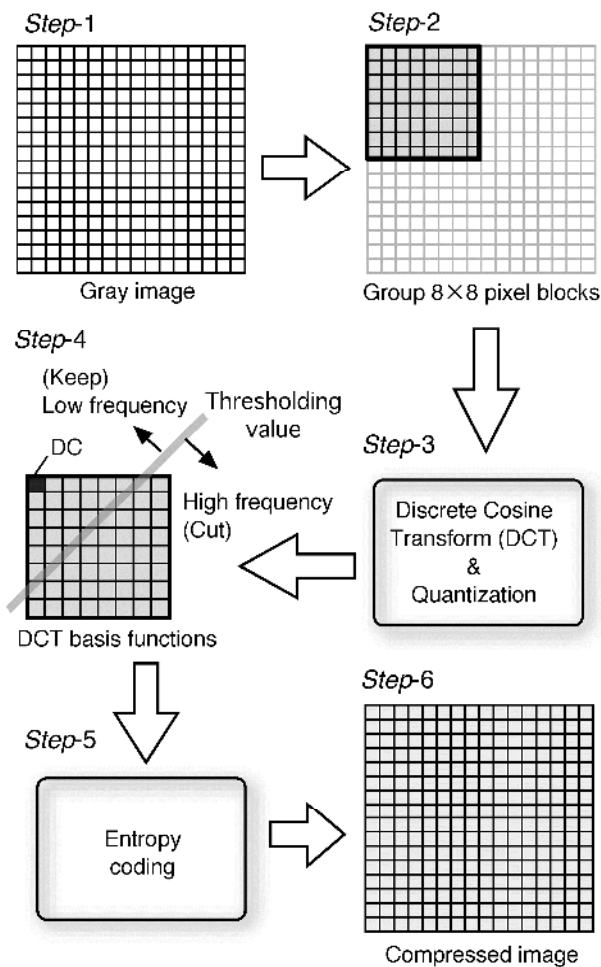 Step-1
Gray image
Step-2
Group 8×8 pixel blocks
Step-3
Discrete Cosine
Transform (DCT)
&
Quantization
Step-4
(Keep)
Low frequency
Thresholding
value
DC
High frequency
(Cut)
DCT basis functions
Step-5
Entropy
coding
Step-6
Compressed image